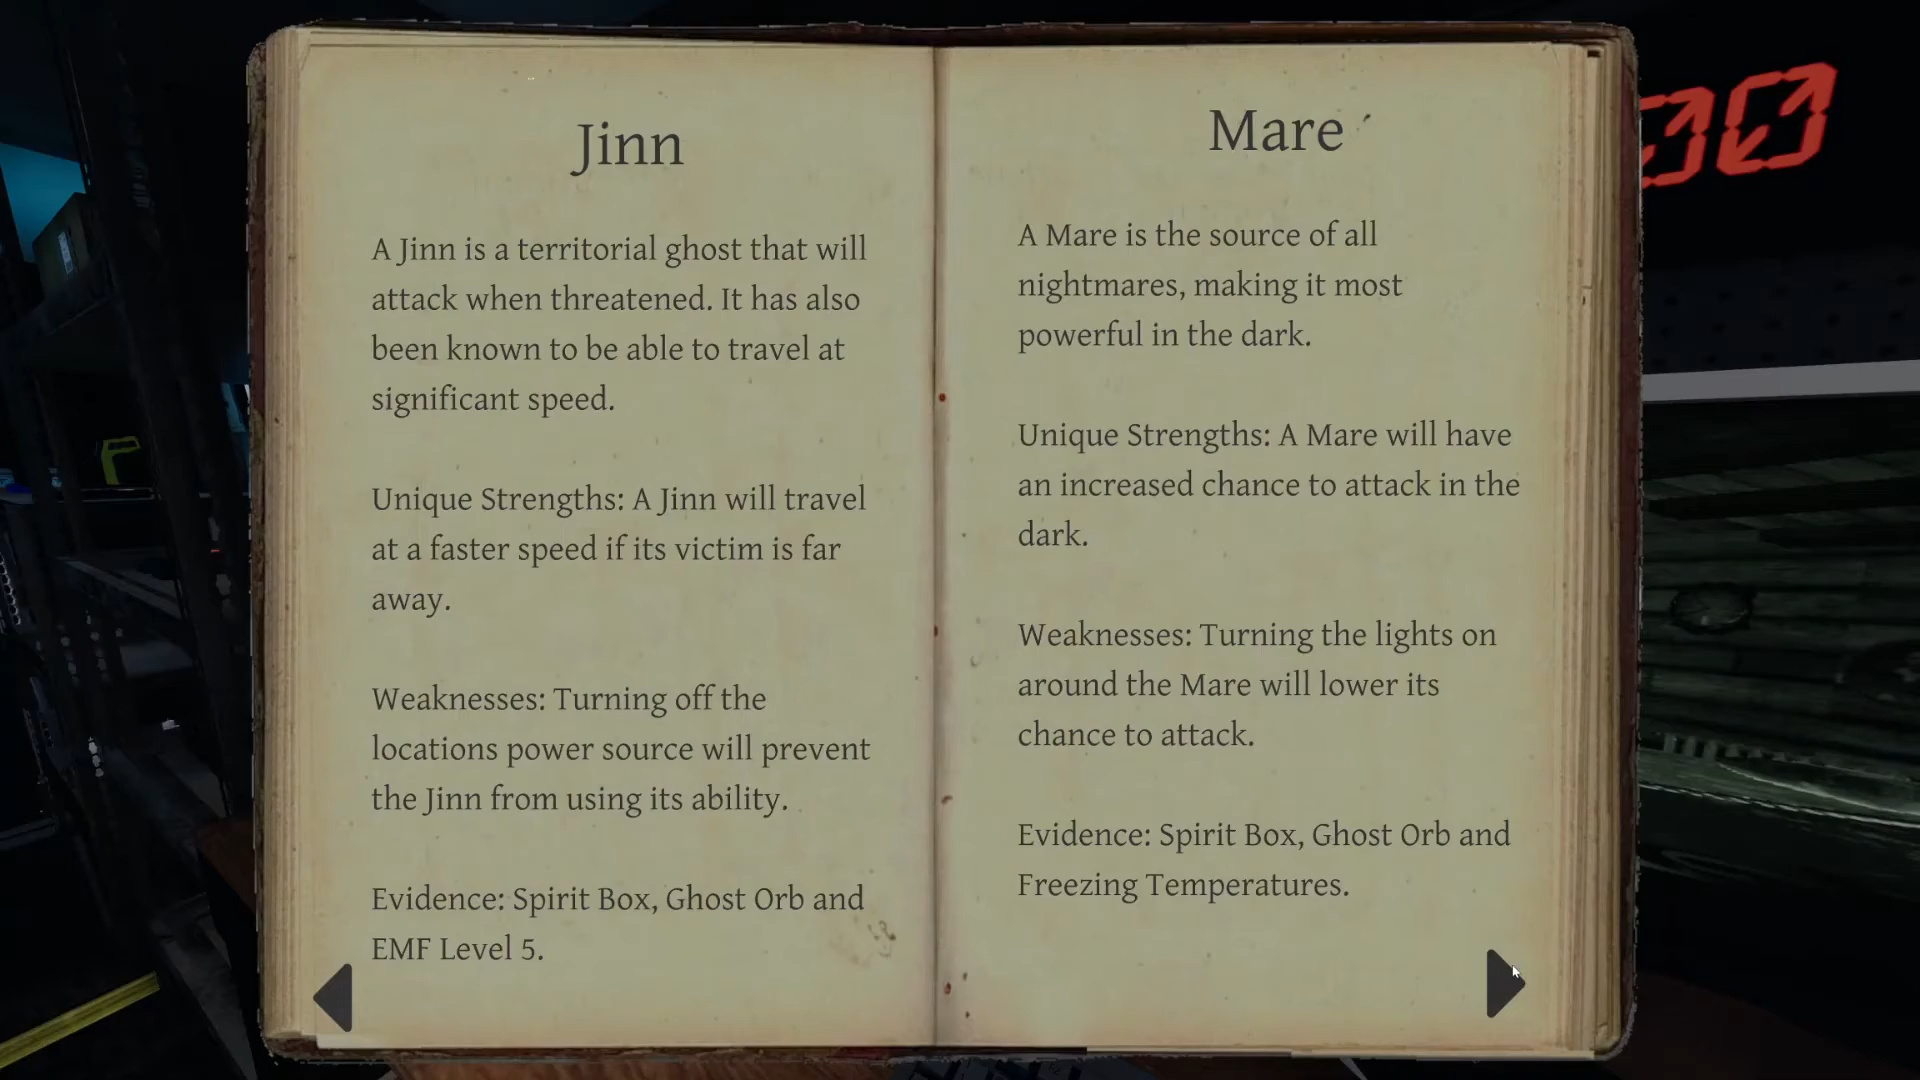 Jinn
A Jinn is a territorial ghost that will
attack when threatened. It has also
been known to be able to travel at
significant speed.
Unique Strengths: A Jinn will travel
at a faster speed if its victim is far
away.
Weaknesses: Turning off the
locations power source will prevent
the Jinn from using its ability.
Evidence: Spirit Box, Ghost Orb and
EMF Level 5.
Mare
A Mare is the source of all
nightmares, making it most
powerful in the dark.
Unique Strengths: A Mare will have
an increased chance to attack in the
dark.
Weaknesses: Turning the lights on
around the Mare will lower its
chance to attack.
Evidence: Spirit Box, Ghost Orb and
Freezing Temperatures.
00